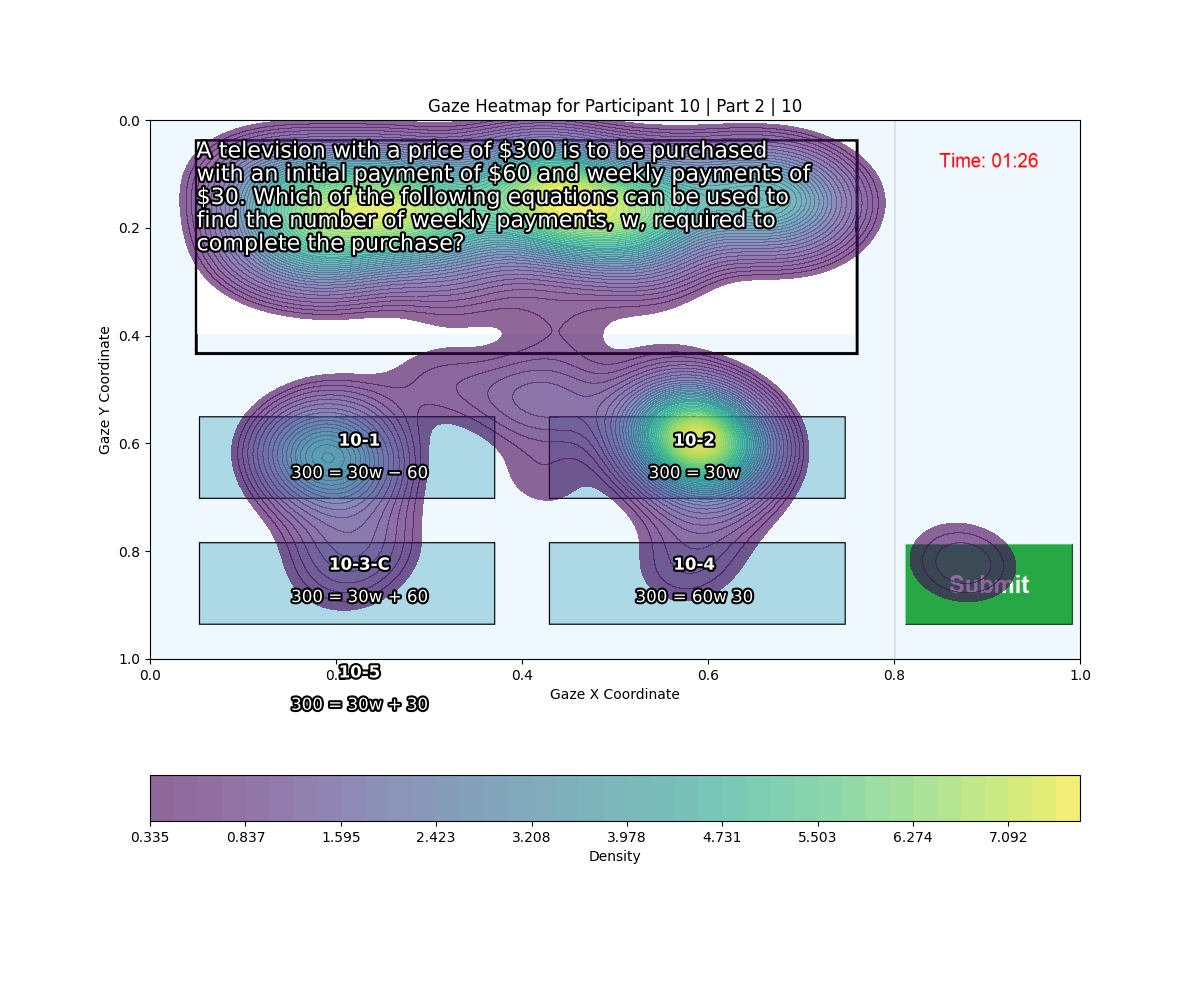 Gaze Heatmap for Participant 10 | Part 2 | 10
A television with a price of $300 is to be purchased
with an initial payment of $60 and weekly payments of
$30. Which of the following equations can be used to
find the number of weekly payments, w, required to
complete the purchase?
Time: 01:26
0.0
0.2
0.4
0.6
0.8
1.0
Gaze Y Coordinate
10-1
300 = 30w − 60
10-2
300 = 30w
10-3-C
300 = 30w + 60
10-4
300 = 60w 30
Submit
10-5
300 = 30w + 30
0.0 0.2 0.4 0.6 0.8 1.0
Gaze X Coordinate
0.335 0.837 1.595 2.423 3.208 3.978 4.731 5.503 6.274 7.092
Density